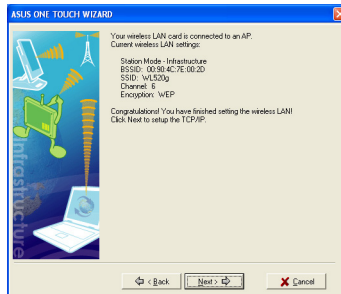 ASUS ONE TOUCH WIZARD
Your wireless LAN card is connected to an AP.
Current wireless LAN settings:
Station Mode - Infrastructure
BSSID: 00:90:4C:7E:00:2D
SSID: WL520g
Channel: 6
Encryption: WEP
Congratulations! You have finished setting the wireless LAN!
Click Next to setup the TCP/IP.
Infrastructure
< Back
Next >
Cancel